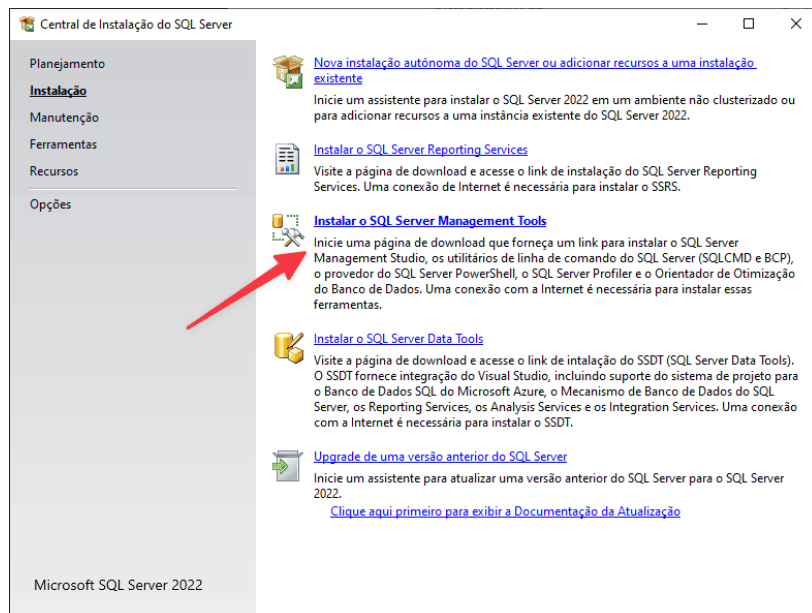 Central de Instalação do SQL Server
Planejamento
Instalação
Manutenção
Ferramentas
Recursos
Opções
Nova instalação autônoma do SQL Server ou adicionar recursos a uma instalação
existente
Inicie um assistente para instalar o SQL Server 2022 em um ambiente não clusterizado ou
para adicionar recursos a uma instância existente do SQL Server 2022.
Instalar o SQL Server Reporting Services
Visite a página de download e acesse o link de instalação do SQL Server Reporting
Services. Uma conexão de Internet é necessária para instalar o SSRS.
Instalar o SQL Server Management Tools
Inicie uma página de download que forneça um link para instalar o SQL Server
Management Studio, os utilitários de linha de comando do SQL Server (SQLCMD e BCP),
o provedor do SQL Server PowerShell, o SQL Server Profiler e o Orientador de Otimização
do Banco de Dados. Uma conexão com a Internet é necessária para instalar essas
ferramentas.
Instalar o SQL Server Data Tools
Visite a página de download e acesse o link de intalação do SSDT (SQL Server Data Tools).
O SSDT fornece integração do Visual Studio, incluindo suporte do sistema de projeto para
o Banco de Dados SQL do Microsoft Azure, o Mecanismo de Banco de Dados do SQL
Server, os Reporting Services, os Analysis Services e os Integration Services. Uma conexão
com a Internet é necessária para instalar o SSDT.
Upgrade de uma versão anterior do SQL Server
Inicie um assistente para atualizar uma versão anterior do SQL Server para o SQL Server
2022.
Clique aqui primeiro para exibir a Documentação da Atualização
Microsoft SQL Server 2022